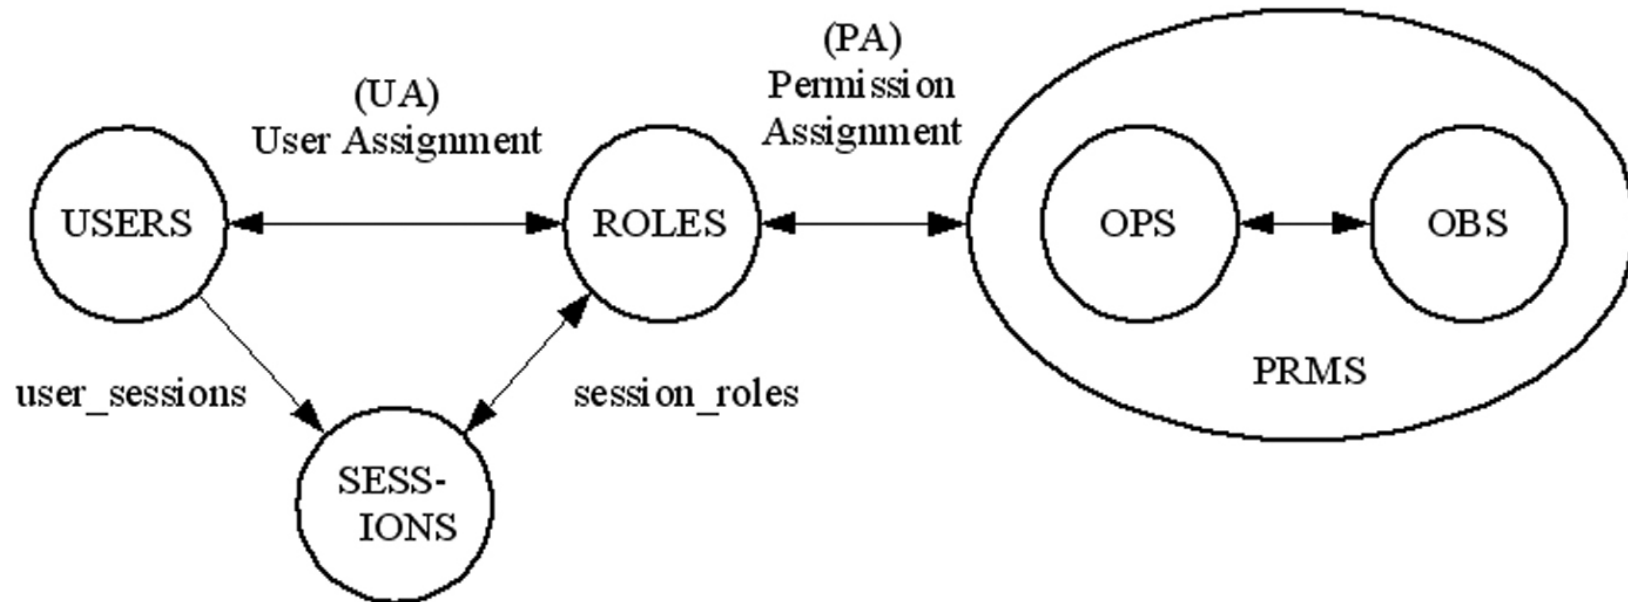 (UA)
User Assignment
(PA)
Permission
Assignment
USERS
ROLES
OPS
OBS
PRMS
user_sessions
session_roles
SESS-
IONS